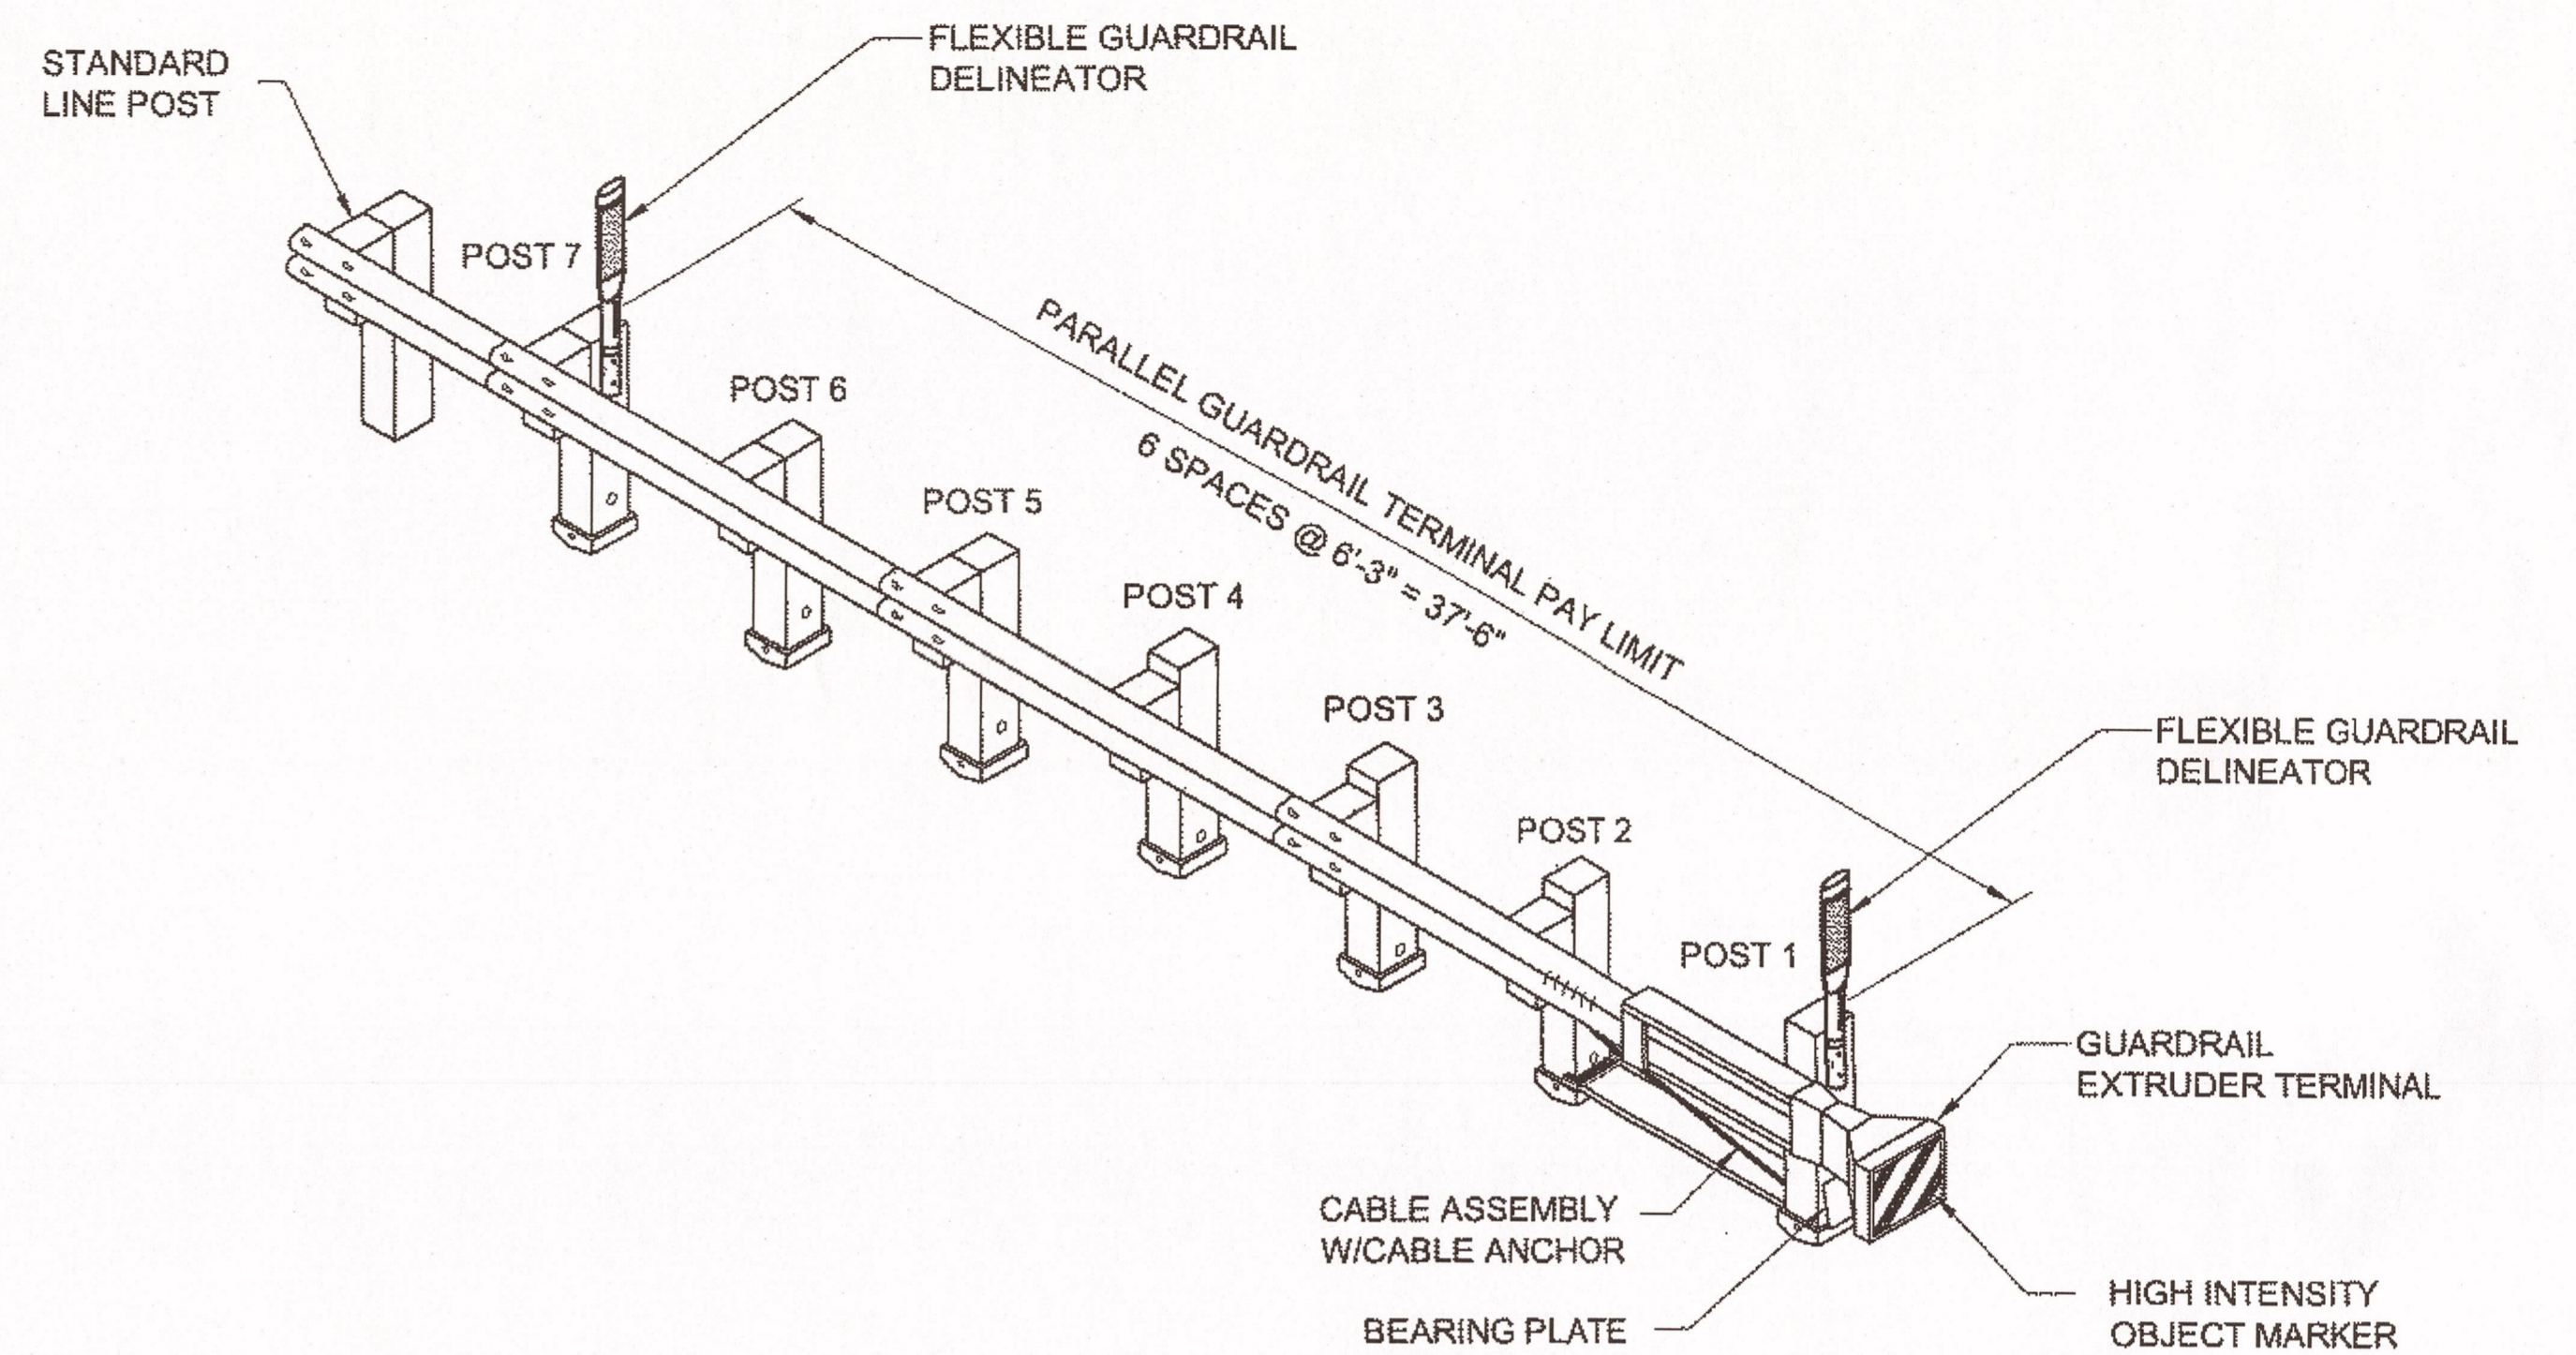 STANDARD
LINE POST
FLEXIBLE GUARDRAIL
DELINEATOR
POST 7
POST 6
POST 5
POST 4
POST 3
POST 2
POST 1
PARALLEL GUARDRAIL TERMINAL PAY LIMIT
6 SPACES @ 6'-3" = 37'-6"
FLEXIBLE GUARDRAIL
DELINEATOR
GUARDRAIL
EXTRUDER TERMINAL
CABLE ASSEMBLY
W/CABLE ANCHOR
BEARING PLATE
HIGH INTENSITY
OBJECT MARKER